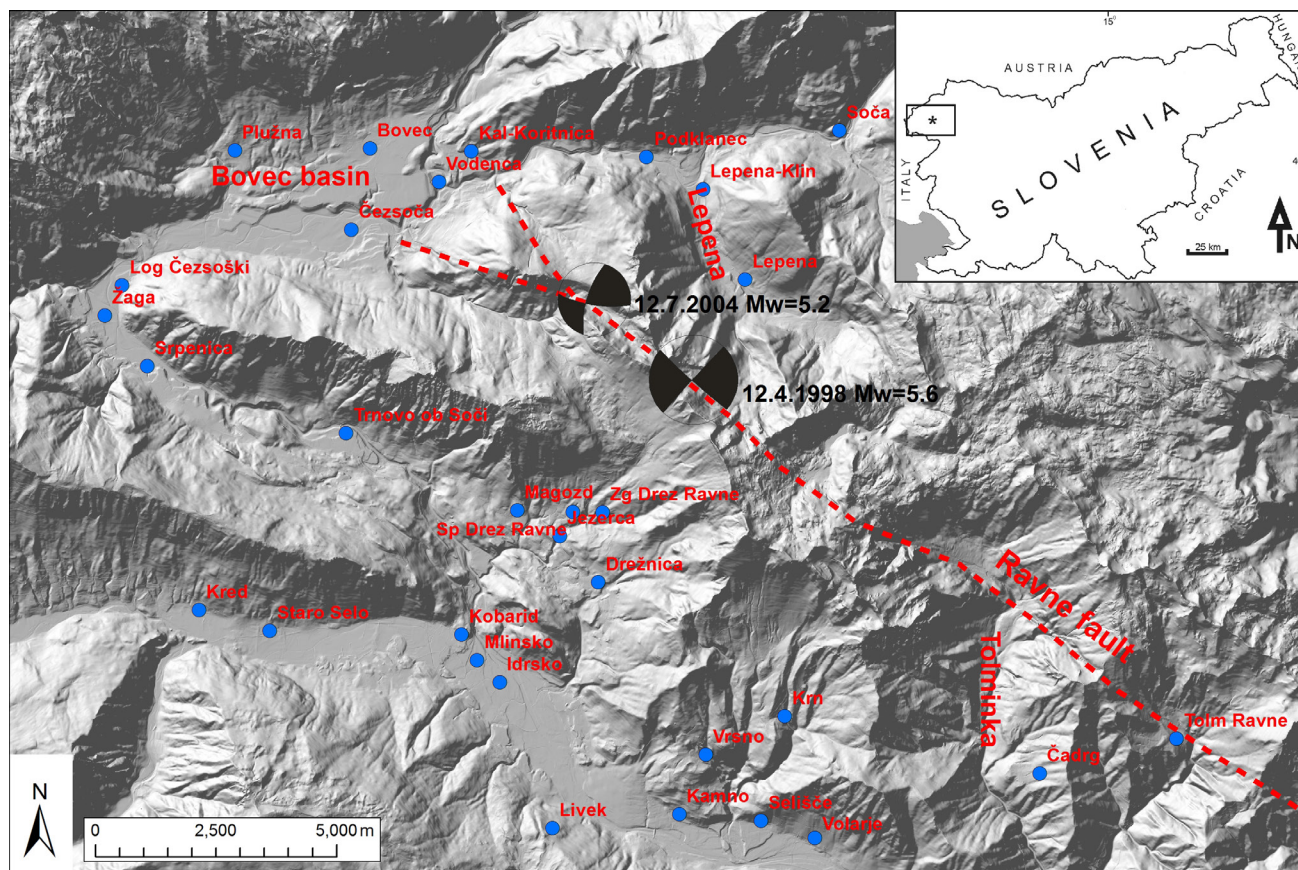 15°
HUNGARY
AUSTRIA
SLOVENIA
ITALY
CROATIA
25 km
N
Soča
Plužna
Bovec
Kal-Koritnica
Podklanec
Vodenca
Bovec basin
Lepena-Klin
Lepena
Čezsoča
Lepena
Log Čezsoški
Žaga
12.7.2004 Mw=5.2
Srpenica
12.4.1998 Mw=5.6
Trnovo ob Soči
Magozd
Zg Drez Ravne
Jezerca
Sp Drez Ravne
Drežnica
Ravne fault
Kred
Staro Selo
Kobarid
Mlinsko
Idrsko
Tolminka
Krn
Tolm Ravne
Vrsno
Čadrg
Kamno
Selišče
Livek
Volarje
N
0 2,500 5,000 m